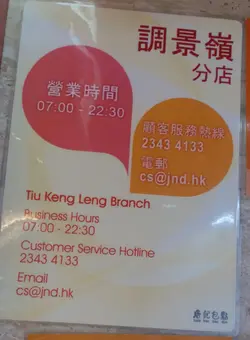 調景嶺
分店
營業時間
07:00 - 22:30
顧客服務熱線
2343 4133
電郵
cs@jnd.hk
Tiu Keng Leng Branch
Business Hours
07:00 - 22:30
Customer Service Hotline
2343 4133
Email
cs@jnd.hk